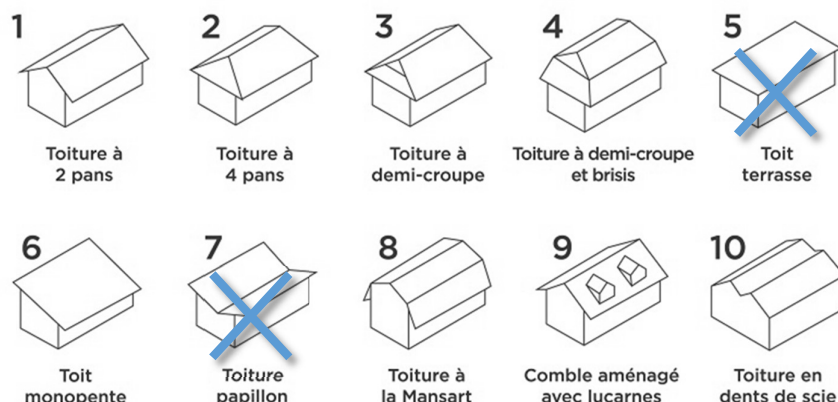 1 2 3 4 5
Toiture à
2 pans
Toiture à
4 pans
Toiture à
demi-croupe
Toiture à demi-croupe
et brisis
Toit
terrasse
6 7 8 9 10
Toit
monopente
Toiture
papillon
Toiture à
la Mansart
Comble aménagé
avec lucarnes
Toiture en
dents de scie